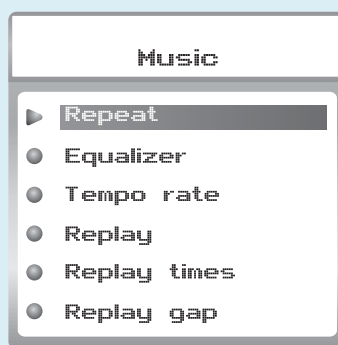 Music
Repeat
Equalizer
Tempo rate
Replay
Replay times
Replay gap